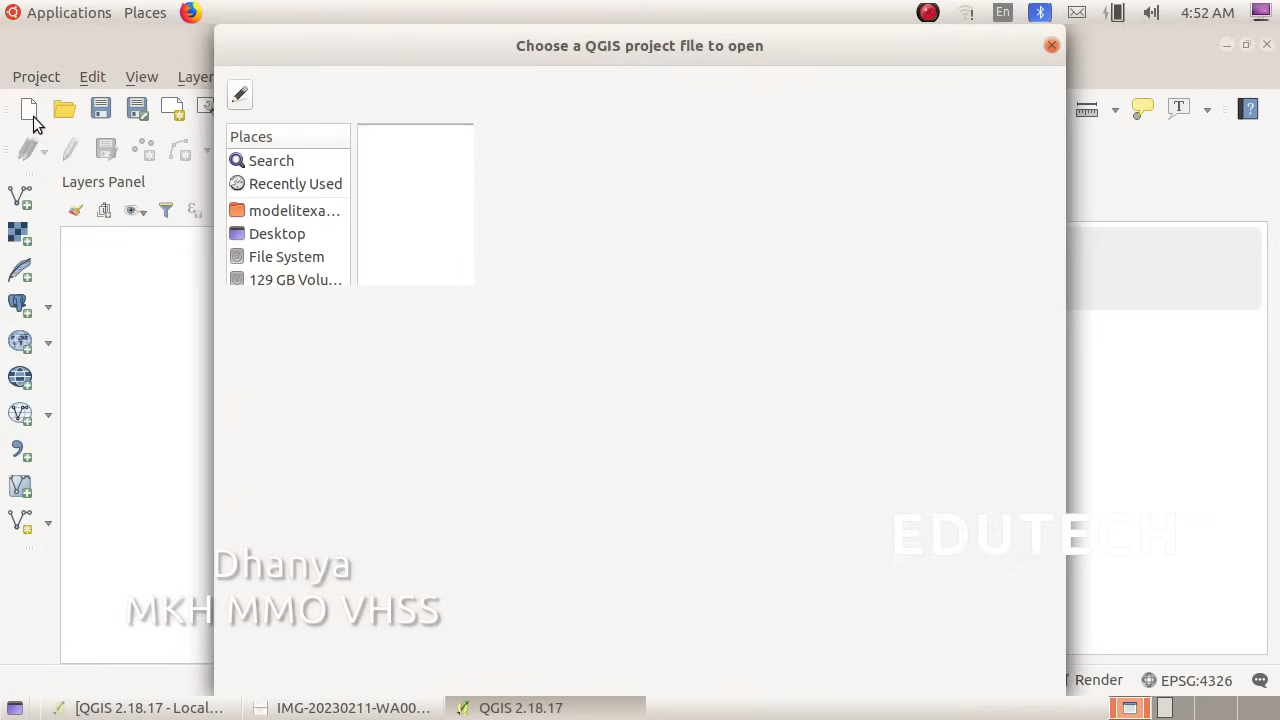 Applications Places En 4:52 AM
Choose a QGIS project file to open
Project Edit View Layer
Places
Search
Recently Used
modelitexa...
Desktop
File System
129 GB Volu...
Layers Panel
EDUTECH
Dhanya
MKH MMO VHSS
Render EPSG:4326
[QGIS 2.18.17 - Local... IMG-20230211-WA00... QGIS 2.18.17